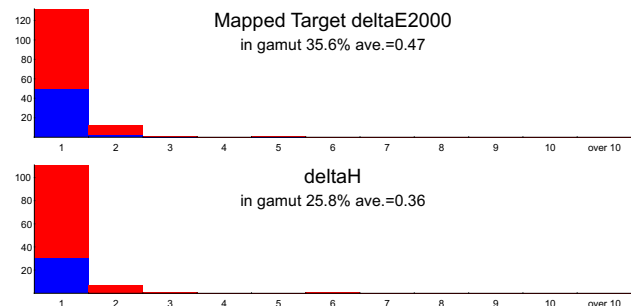 Mapped Target deltaE2000
in gamut 35.6% ave.=0.47
120
100
80
60
40
20
1 2 3 4 5 6 7 8 9 10 over 10
deltaH
in gamut 25.8% ave.=0.36
100
80
60
40
20
1 2 3 4 5 6 7 8 9 10 over 10